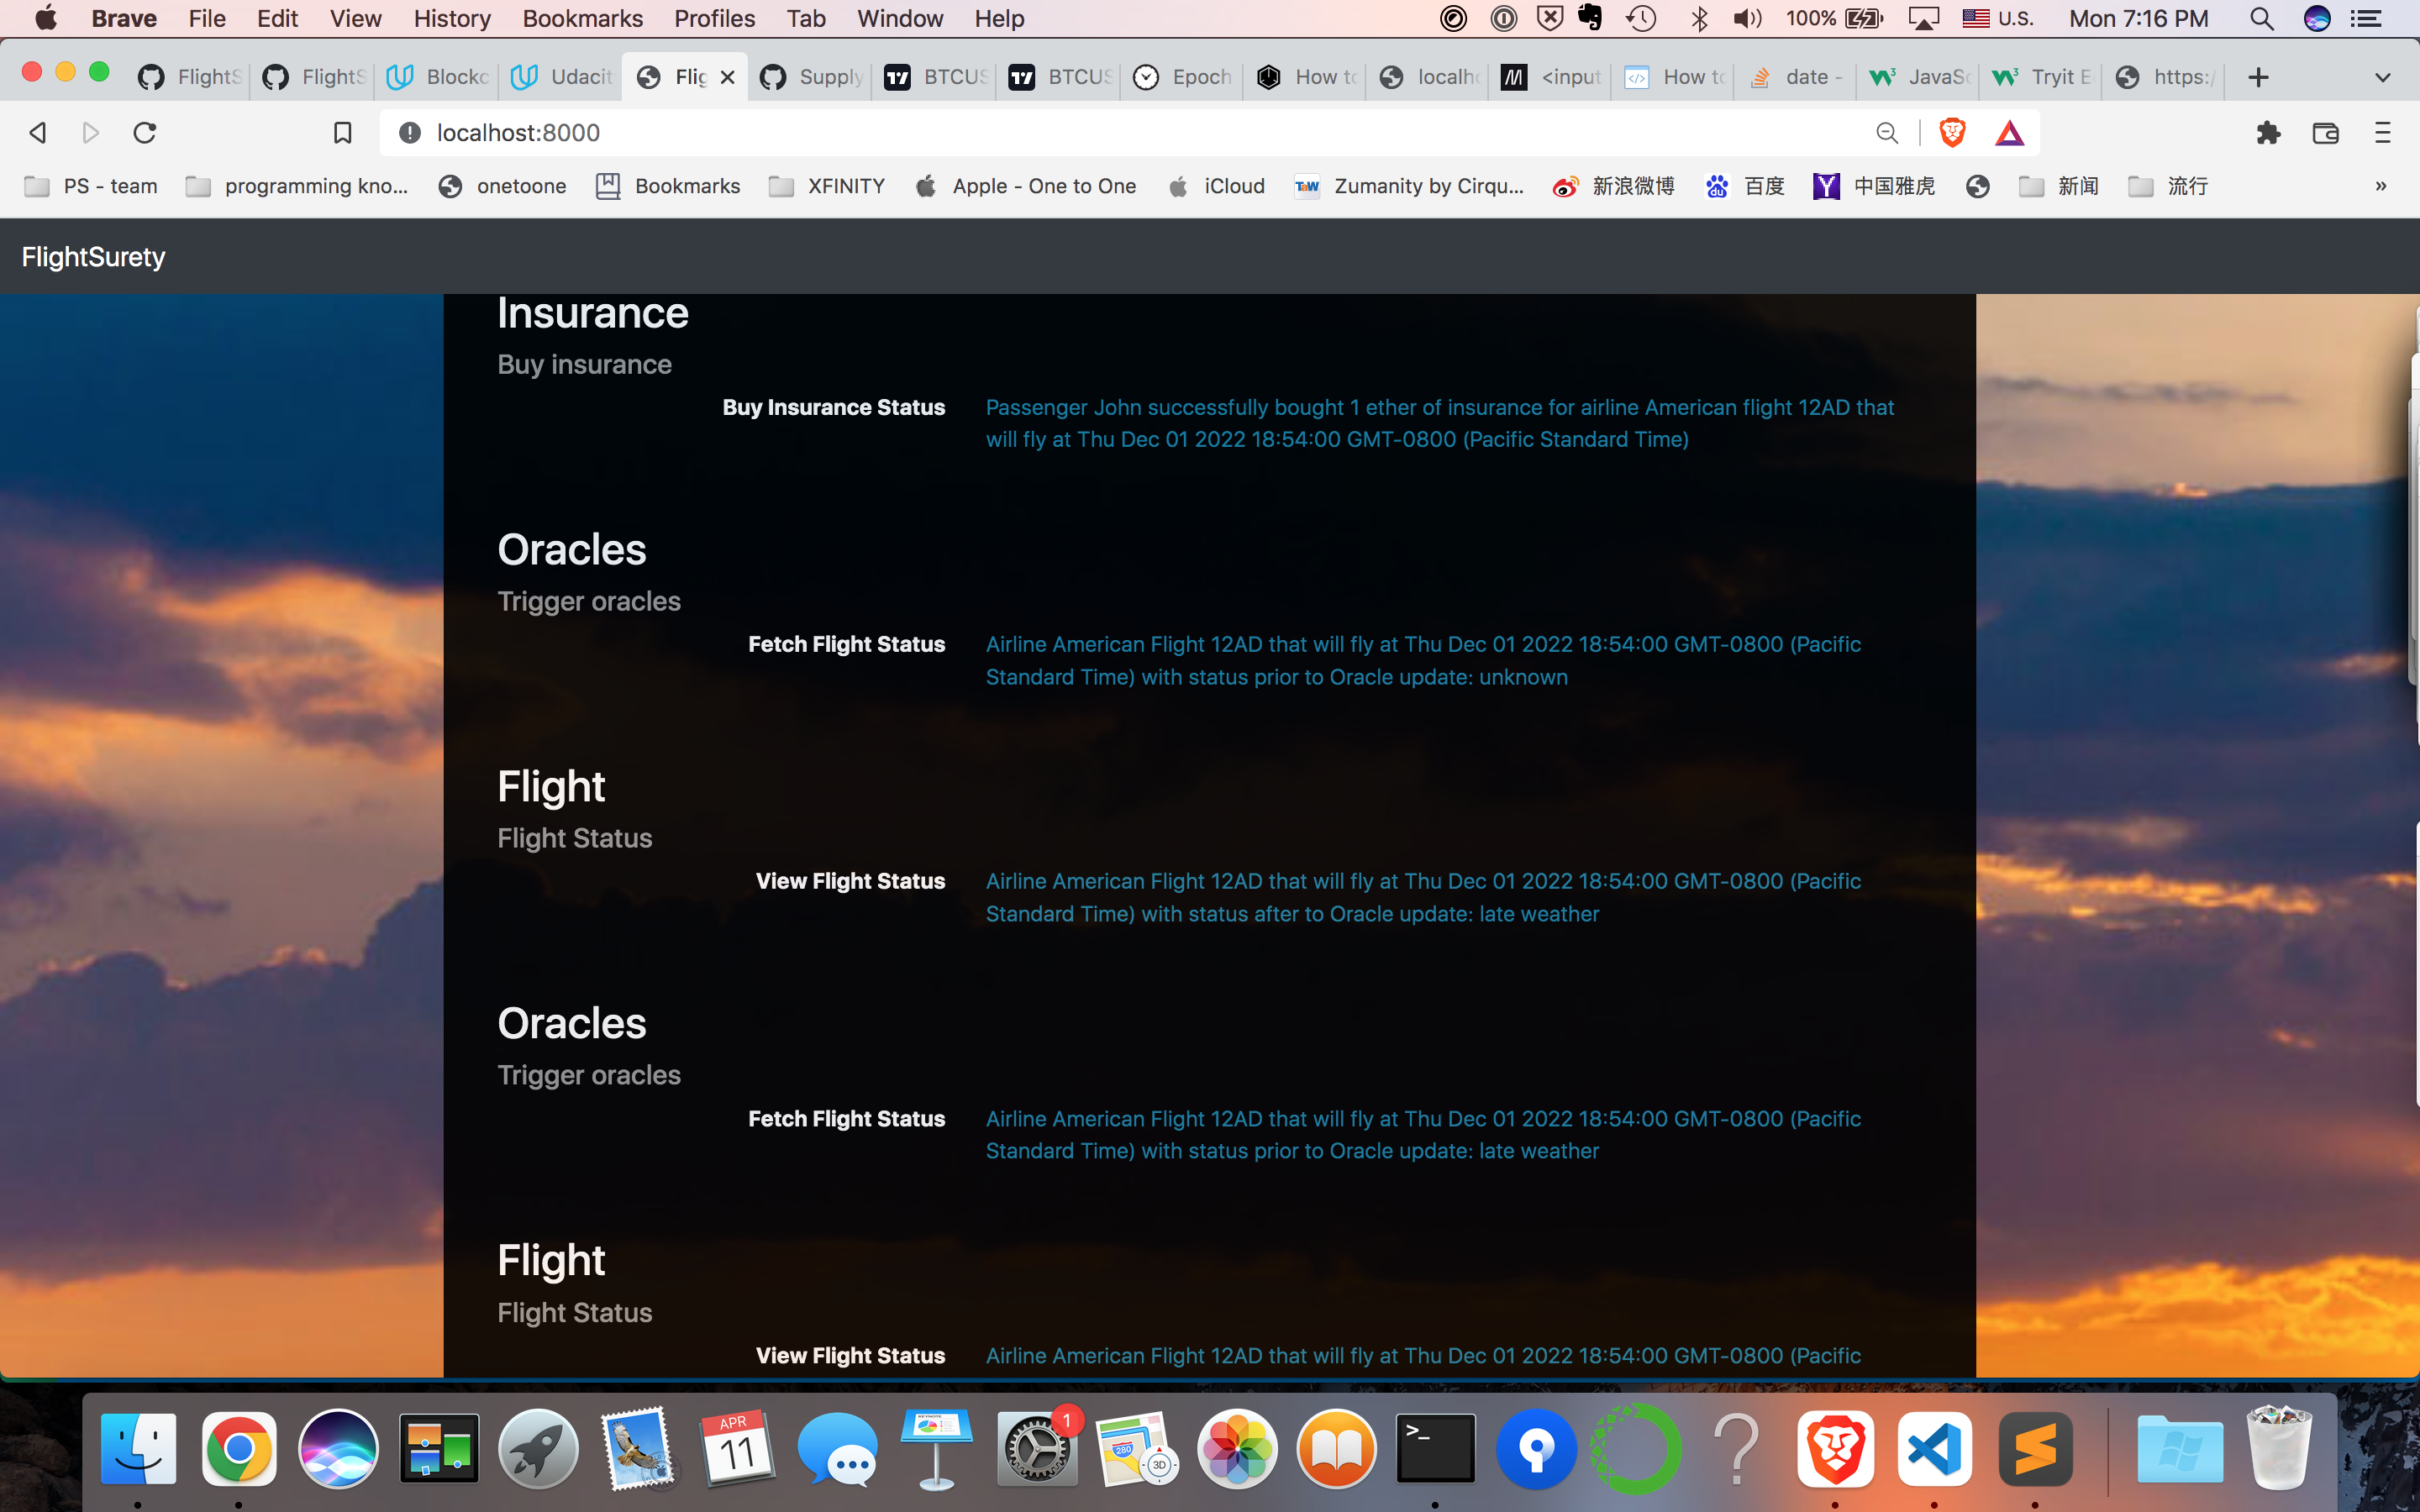 Brave File Edit View History Bookmarks Profiles Tab Window Help 100% U.S. Mon 7:16 PM
FlightS FlightS Blockc Udacit Flig Supply BTCUS BTCUS Epoch How to localho <input How to date - JavaSc Tryit E https:/
localhost:8000
PS - team programming kno... onetoone Bookmarks XFINITY Apple - One to One iCloud Zumanity by Cirqu... 新浪微博 百度 中国雅虎 新闻 流行 »
FlightSurety
Insurance
Buy insurance
Buy Insurance Status
Passenger John successfully bought 1 ether of insurance for airline American flight 12AD that
will fly at Thu Dec 01 2022 18:54:00 GMT-0800 (Pacific Standard Time)
Oracles
Trigger oracles
Fetch Flight Status
Airline American Flight 12AD that will fly at Thu Dec 01 2022 18:54:00 GMT-0800 (Pacific
Standard Time) with status prior to Oracle update: unknown
Flight
Flight Status
View Flight Status
Airline American Flight 12AD that will fly at Thu Dec 01 2022 18:54:00 GMT-0800 (Pacific
Standard Time) with status after to Oracle update: late weather
Oracles
Trigger oracles
Fetch Flight Status
Airline American Flight 12AD that will fly at Thu Dec 01 2022 18:54:00 GMT-0800 (Pacific
Standard Time) with status prior to Oracle update: late weather
Flight
Flight Status
View Flight Status
Airline American Flight 12AD that will fly at Thu Dec 01 2022 18:54:00 GMT-0800 (Pacific
APR
11
1
280
3D